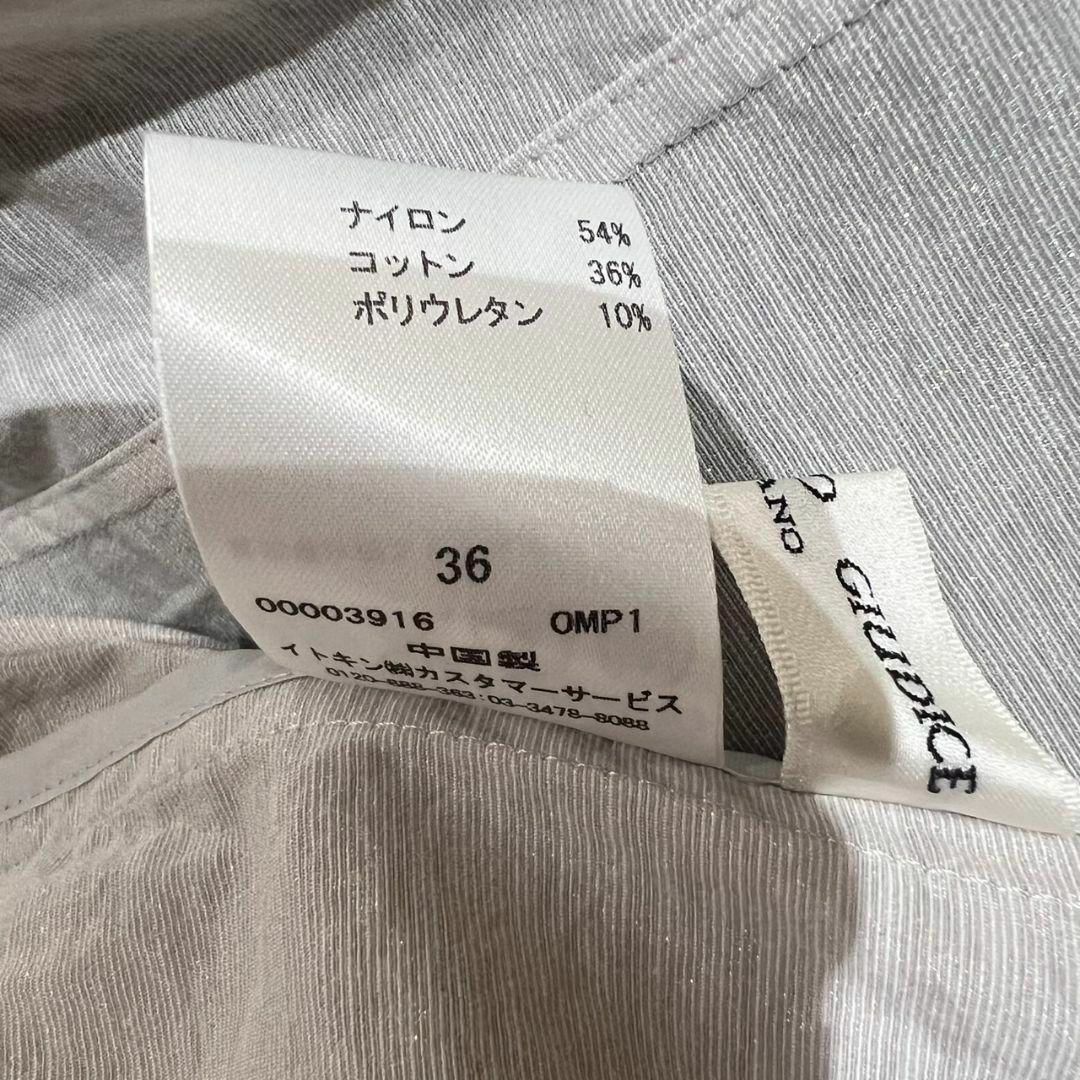 ナイロン 54%
コットン 36%
ポリウレタン 10%
36
00003916 OMP1
中国製
イトキン㈱カスタマーサービス
0120-888-363:03-3478-8088
GIUDICE